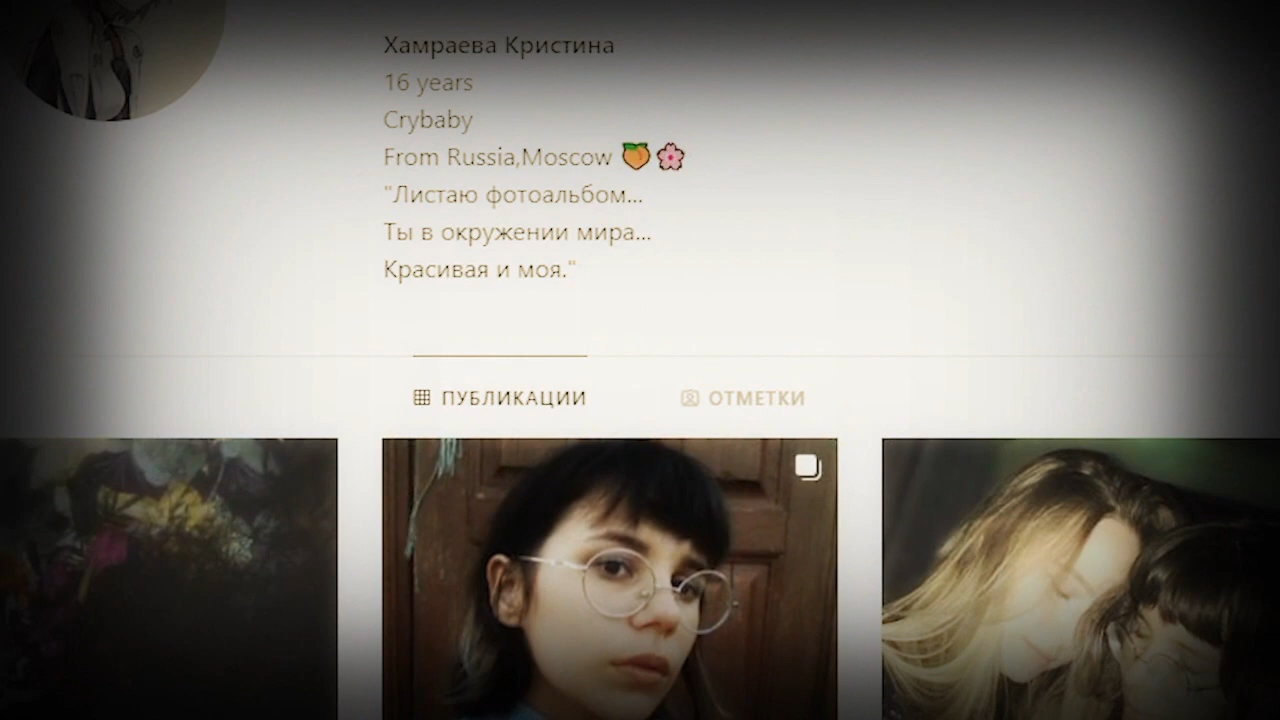 Хамраева Кристина
16 years
Crybaby
From Russia,Moscow 🍑🌸
"Листаю фотоальбом...
Ты в окружении мира...
Красивая и моя."
ПУБЛИКАЦИИ
ОТМЕТКИ